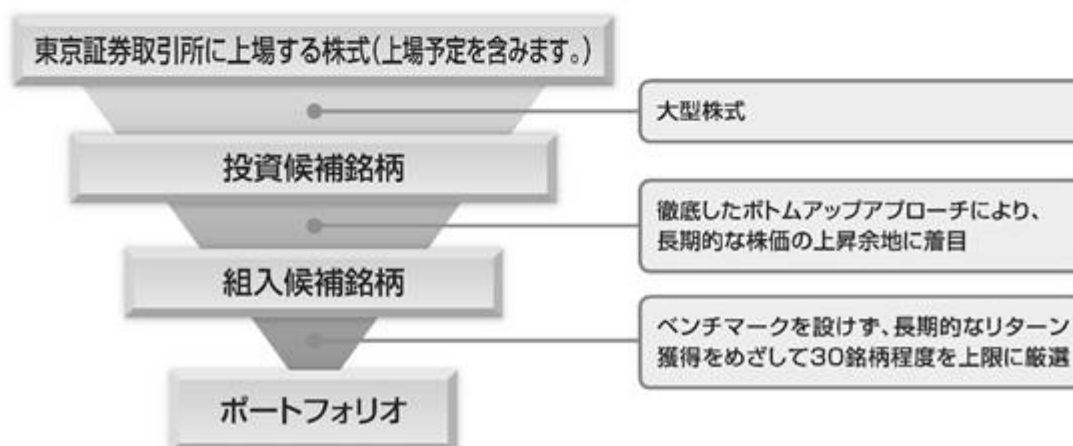 東京証券取引所に上場する株式(上場予定を含みます。)
大型株式
投資候補銘柄
徹底したボトムアップアプローチにより、
長期的な株価の上昇余地に着目
組入候補銘柄
ベンチマークを設けず、長期的なリターン
獲得をめざして30銘柄程度を上限に厳選
ポートフォリオ